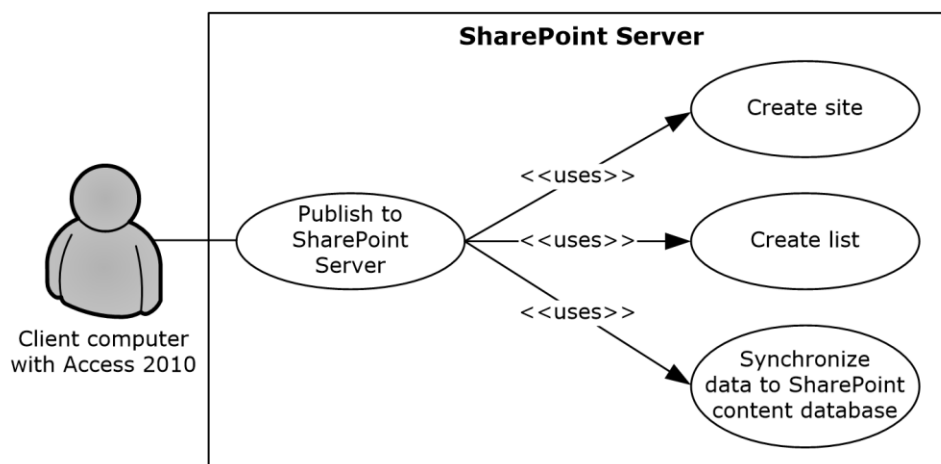 SharePoint Server
Create site
<<uses>>
Publish to
SharePoint
Server
<<uses>>
Create list
<<uses>>
Client computer
with Access 2010
Synchronize
data to SharePoint
content database